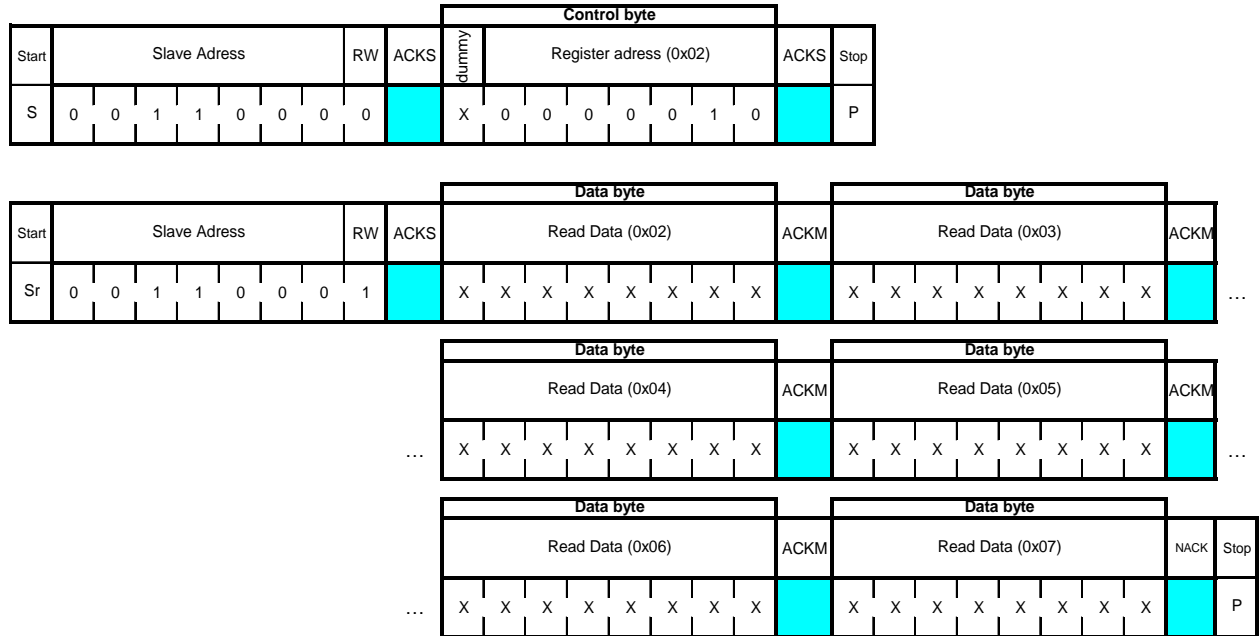 Control byte
Start Slave Adress RW ACKS dummy Register adress (0x02) ACKS Stop
S 0 0 1 1 0 0 0 0 X 0 0 0 0 0 1 0 P
Data byte Data byte
Start Slave Adress RW ACKS Read Data (0x02) ACKM Read Data (0x03) ACKM
Sr 0 0 1 1 0 0 0 1 X X X X X X X X X X X X X X X X …
Data byte Data byte
Read Data (0x04) ACKM Read Data (0x05) ACKM
… X X X X X X X X X X X X X X X X …
Data byte Data byte
Read Data (0x06) ACKM Read Data (0x07) NACK Stop
… X X X X X X X X X X X X X X X X P